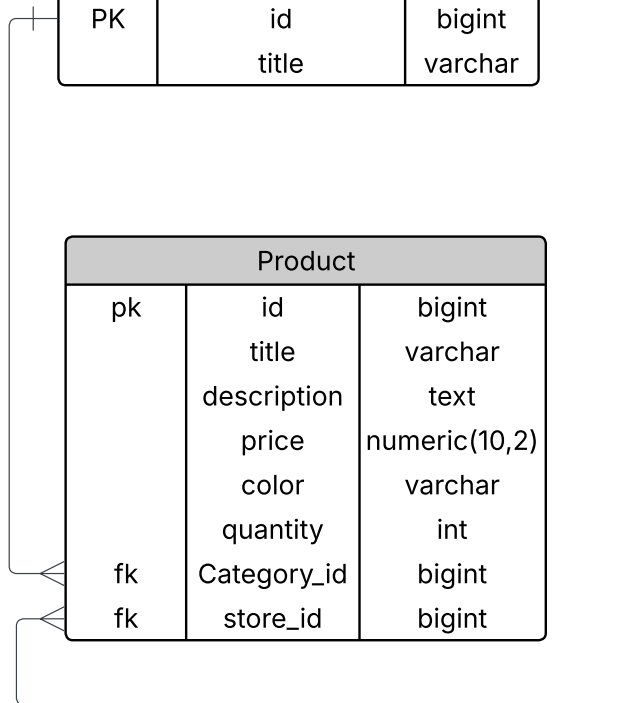 PK id bigint
title varchar
Product
pk id bigint
title varchar
description text
price numeric(10,2)
color varchar
quantity int
fk Category_id bigint
fk store_id bigint